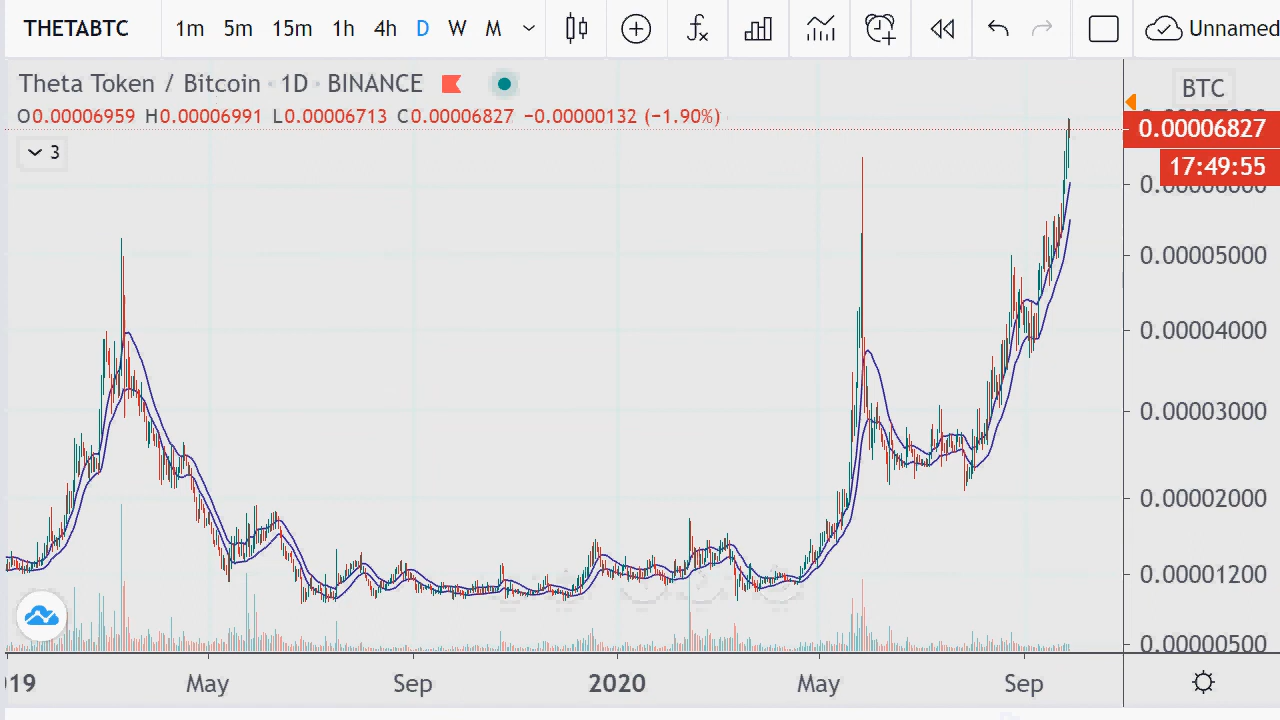 THETABTC 1m 5m 15m 1h 4h D W M Unnamed
Theta Token / Bitcoin · 1D · BINANCE
BTC
O0.00006959 H0.00006991 L0.00006713 C0.00006827 −0.00000132 (−1.90%)
0.00006827
3
17:49:55
0.00005000
0.00004000
0.00003000
0.00002000
0.00001200
0.00000500
019 May Sep 2020 May Sep